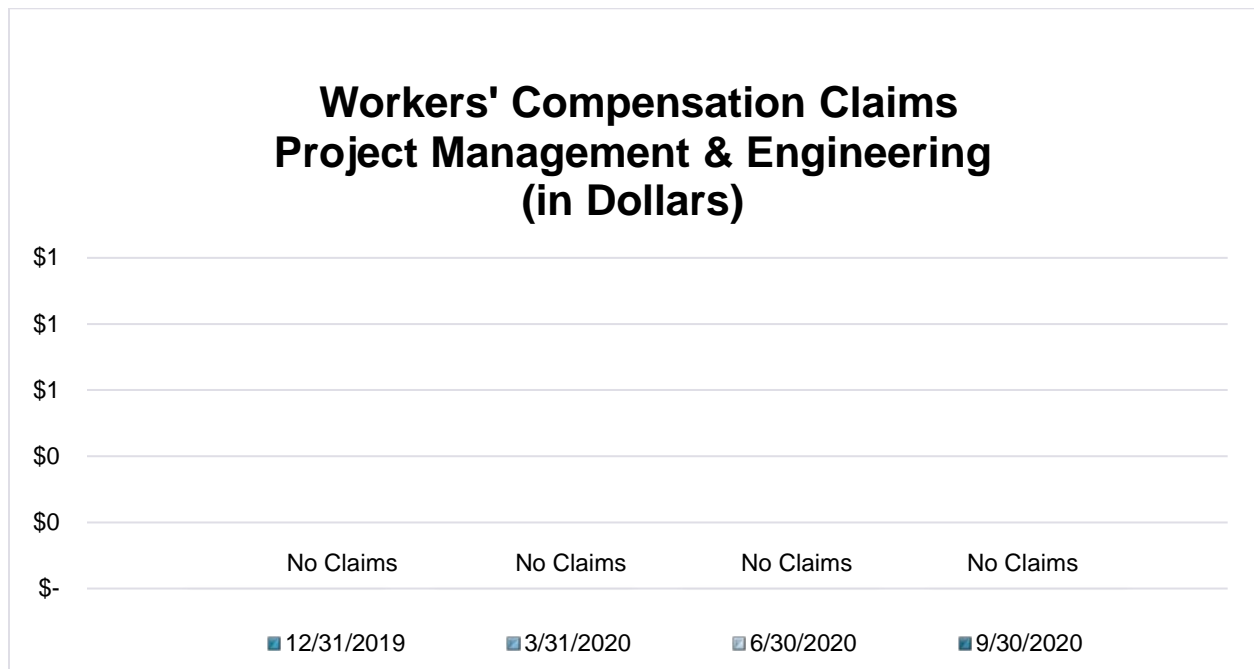 Workers' Compensation Claims
Project Management & Engineering
(in Dollars)
$1
$1
$1
$0
$0
$-
No Claims No Claims No Claims No Claims
12/31/2019 3/31/2020 6/30/2020 9/30/2020